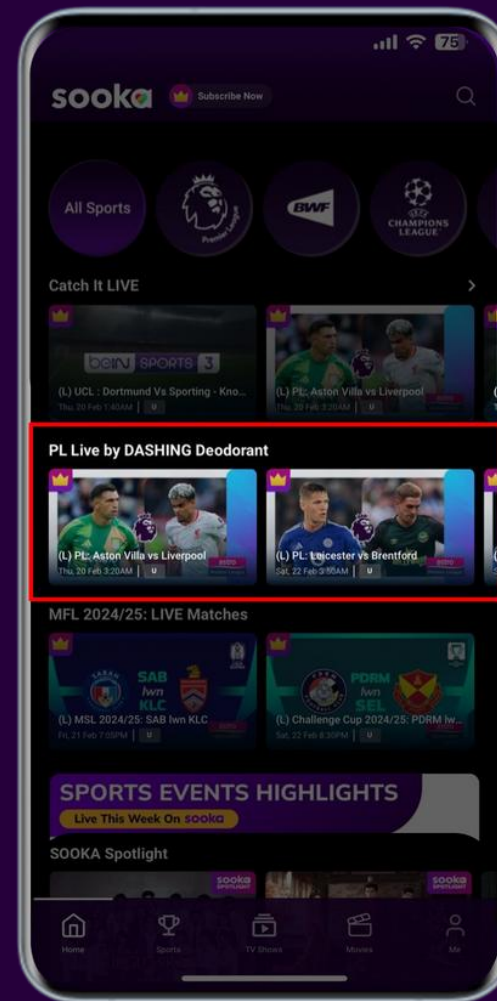 75
sooka Subscribe Now
All Sports
Premier League
BWF
UEFA
CHAMPIONS
LEAGUE
Catch It LIVE
beIN SPORTS 3
(L) UCL : Dortmund Vs Sporting - Kno...
Thu, 20 Feb 1:40AM | U
(L) PL: Aston Villa vs Liverpool
Thu, 20 Feb 3:20AM | U
PL Live by DASHING Deodorant
(L) PL: Aston Villa vs Liverpool
Thu, 20 Feb 3:20AM | U
astro
(L) PL: Leicester vs Brentford
Sat, 22 Feb 3:50AM | U
astro
MFL 2024/25: LIVE Matches
SAB
lwn
KLC
(L) MSL 2024/25: SAB lwn KLC
Fri, 21 Feb 7:05PM | U
PDRM
lwn
SEL
(L) Challenge Cup 2024/25: PDRM lw...
Sat, 22 Feb 8:30PM | U
SPORTS EVENTS HIGHLIGHTS
Live This Week On sooka
SOOKA Spotlight
sooka
SPOTLIGHT
sooka
SPOTLIGHT
Home
Sports
TV Shows
Movies
Me